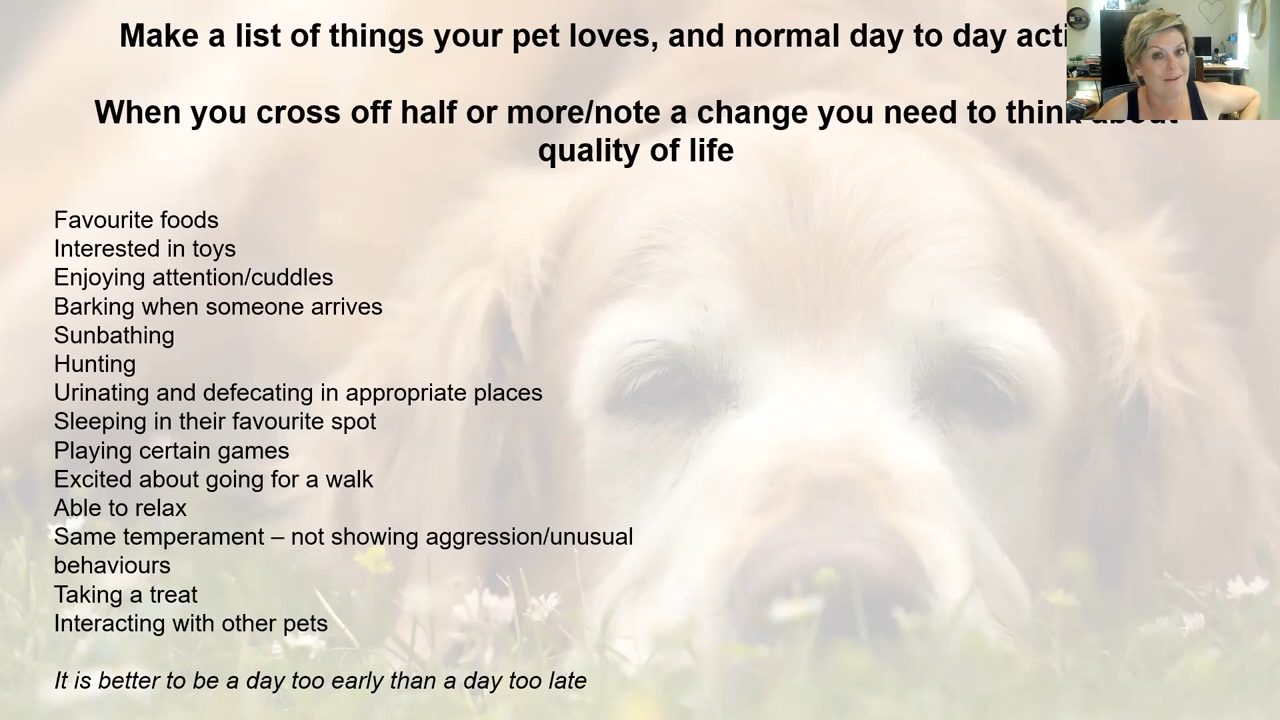 Make a list of things your pet loves, and normal day to day
When you cross off half or more/note a change you need to think about
quality of life
Favourite foods
Interested in toys
Enjoying attention/cuddles
Barking when someone arrives
Sunbathing
Hunting
Urinating and defecating in appropriate places
Sleeping in their favourite spot
Playing certain games
Excited about going for a walk
Able to relax
Same temperament – not showing aggression/unusual
behaviours
Taking a treat
Interacting with other pets
It is better to be a day too early than a day too late